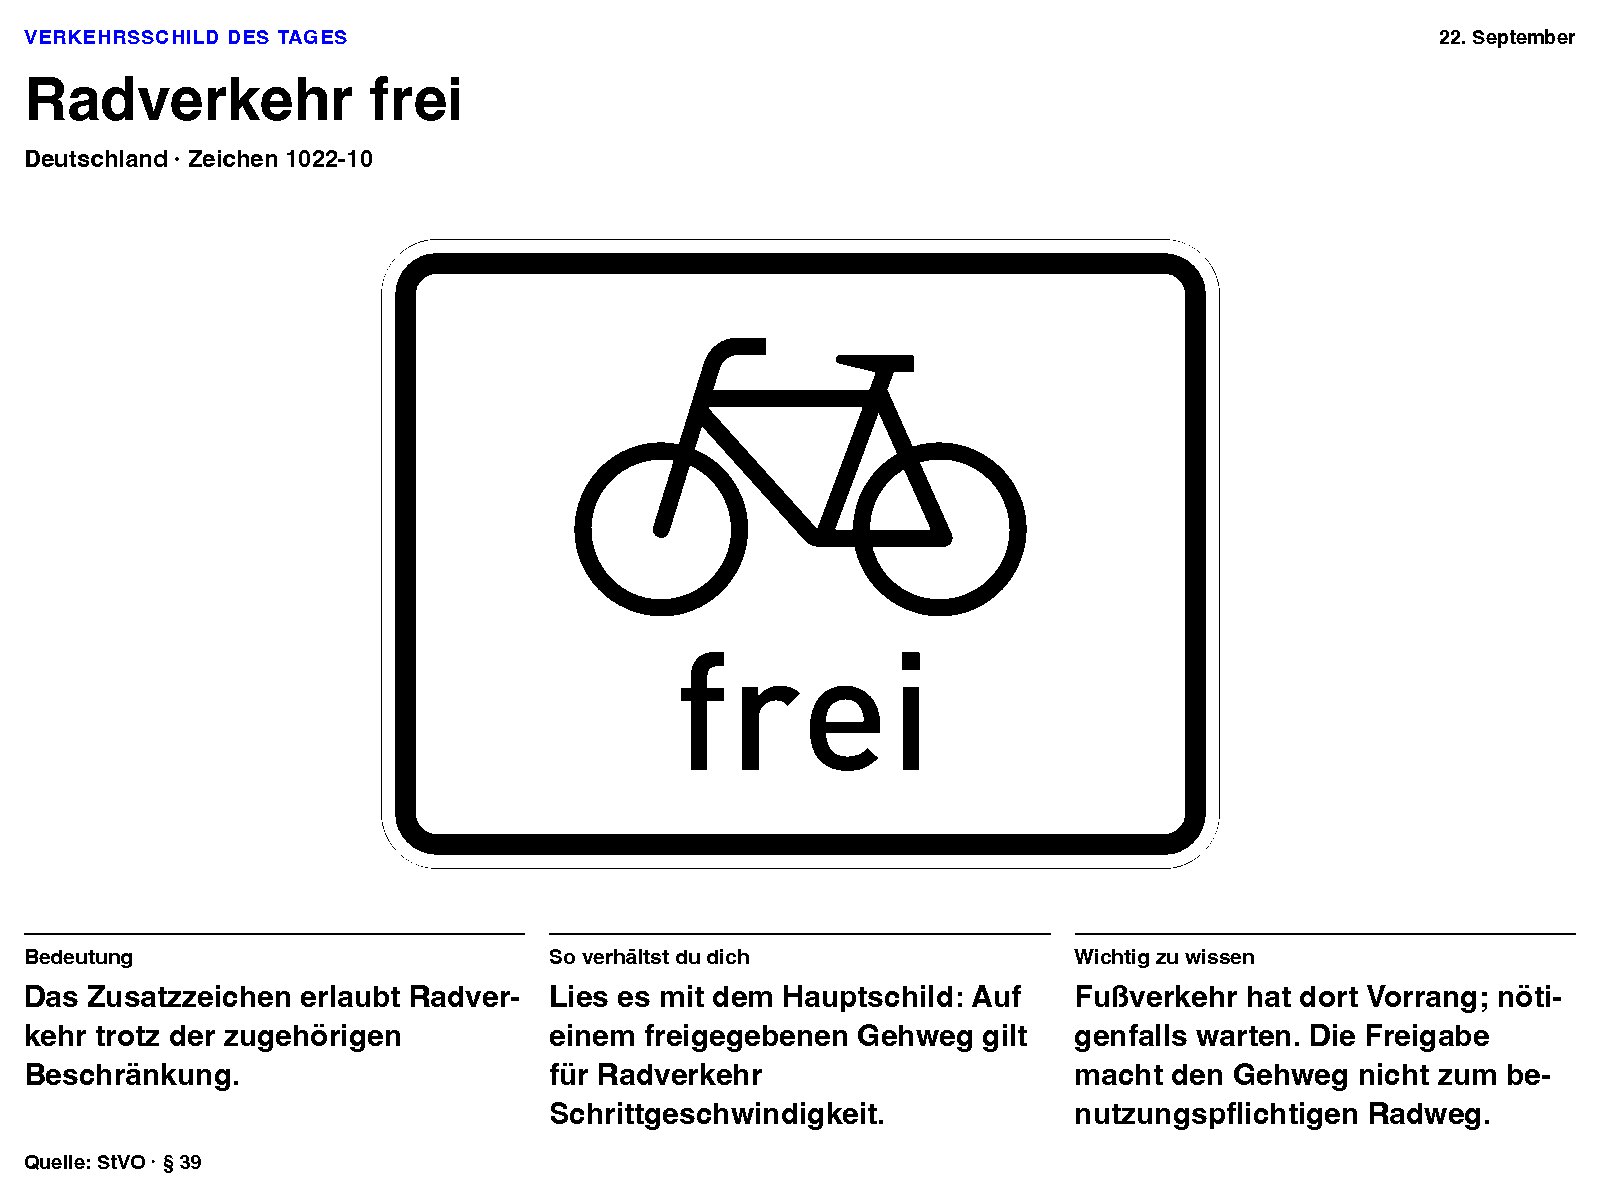 VERKEHRSSCHILD DES TAGES
22. September
Radverkehr frei
Deutschland · Zeichen 1022-10
frei
Bedeutung
Das Zusatzzeichen erlaubt Radver-
kehr trotz der zugehörigen
Beschränkung.
So verhältst du dich
Lies es mit dem Hauptschild: Auf
einem freigegebenen Gehweg gilt
für Radverkehr
Schrittgeschwindigkeit.
Wichtig zu wissen
Fußverkehr hat dort Vorrang; nöti-
genfalls warten. Die Freigabe
macht den Gehweg nicht zum be-
nutzungspflichtigen Radweg.
Quelle: StVO · § 39